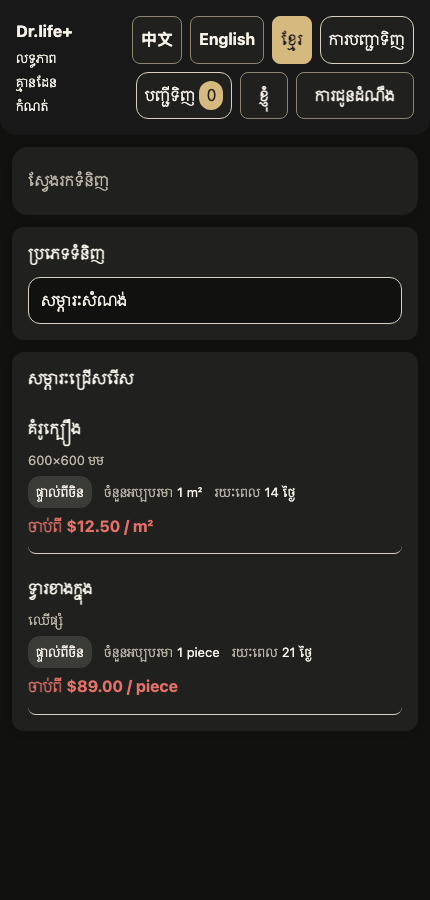 Dr.life+
លទ្ធភាព
គ្មានដែន
កំណត់
中文 English ខ្មែរ ការបញ្ជាទិញ
បញ្ជីទិញ 0 ខ្ញុំ ការជូនដំណឹង
ស្វែងរកទំនិញ
ប្រភេទទំនិញ
សម្ភារៈសំណង់
សម្ភារៈជ្រើសរើស
គំរូក្បឿង
600×600 មម
ផ្ទាល់ពីចិន ចំនួនអប្បបរមា 1 m² រយៈពេល 14 ថ្ងៃ
ចាប់ពី $12.50 / m²
ទ្វារខាងក្នុង
ឈើផ្សំ
ផ្ទាល់ពីចិន ចំនួនអប្បបរមា 1 piece រយៈពេល 21 ថ្ងៃ
ចាប់ពី $89.00 / piece